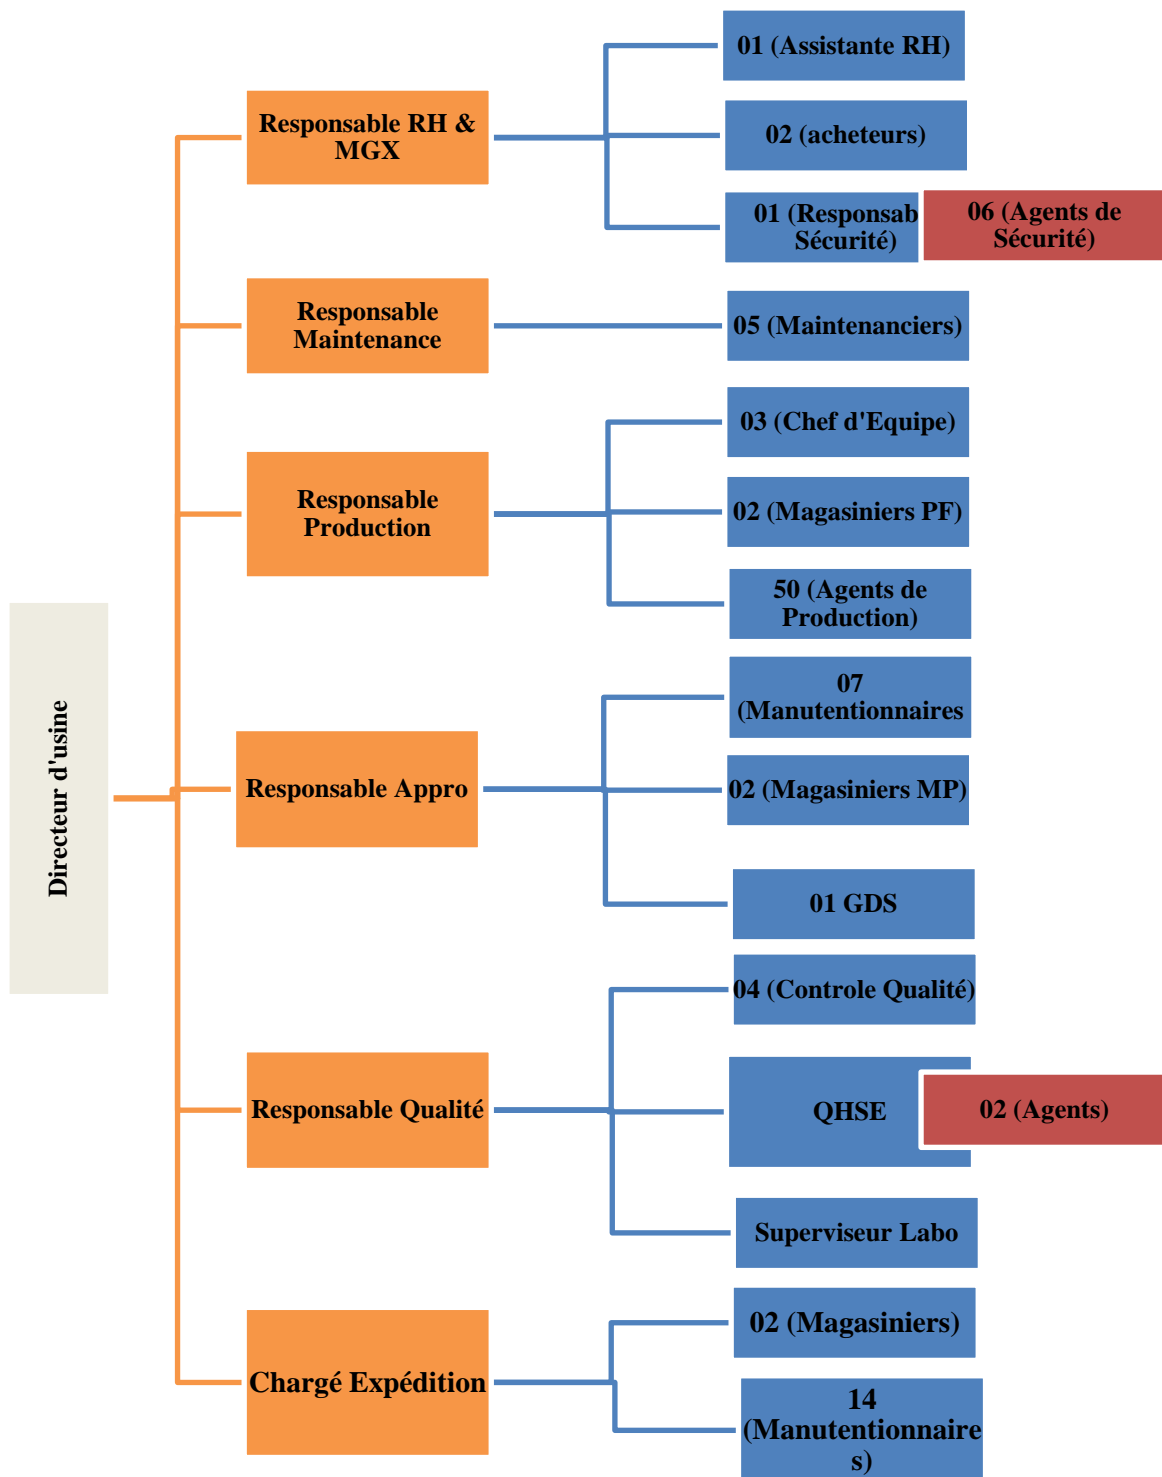 01 (Assistante RH)
Responsable RH &
MGX
02 (acheteurs)
01 (Responsab
Sécurité)
06 (Agents de
Sécurité)
Responsable
Maintenance
05 (Maintenanciers)
03 (Chef d'Equipe)
Responsable
Production
02 (Magasiniers PF)
50 (Agents de
Production)
Directeur d'usine
07
(Manutentionnaires
Responsable Appro
02 (Magasiniers MP)
01 GDS
04 (Controle Qualité)
Responsable Qualité
QHSE
02 (Agents)
Superviseur Labo
02 (Magasiniers)
Chargé Expédition
14
(Manutentionnaire
s)